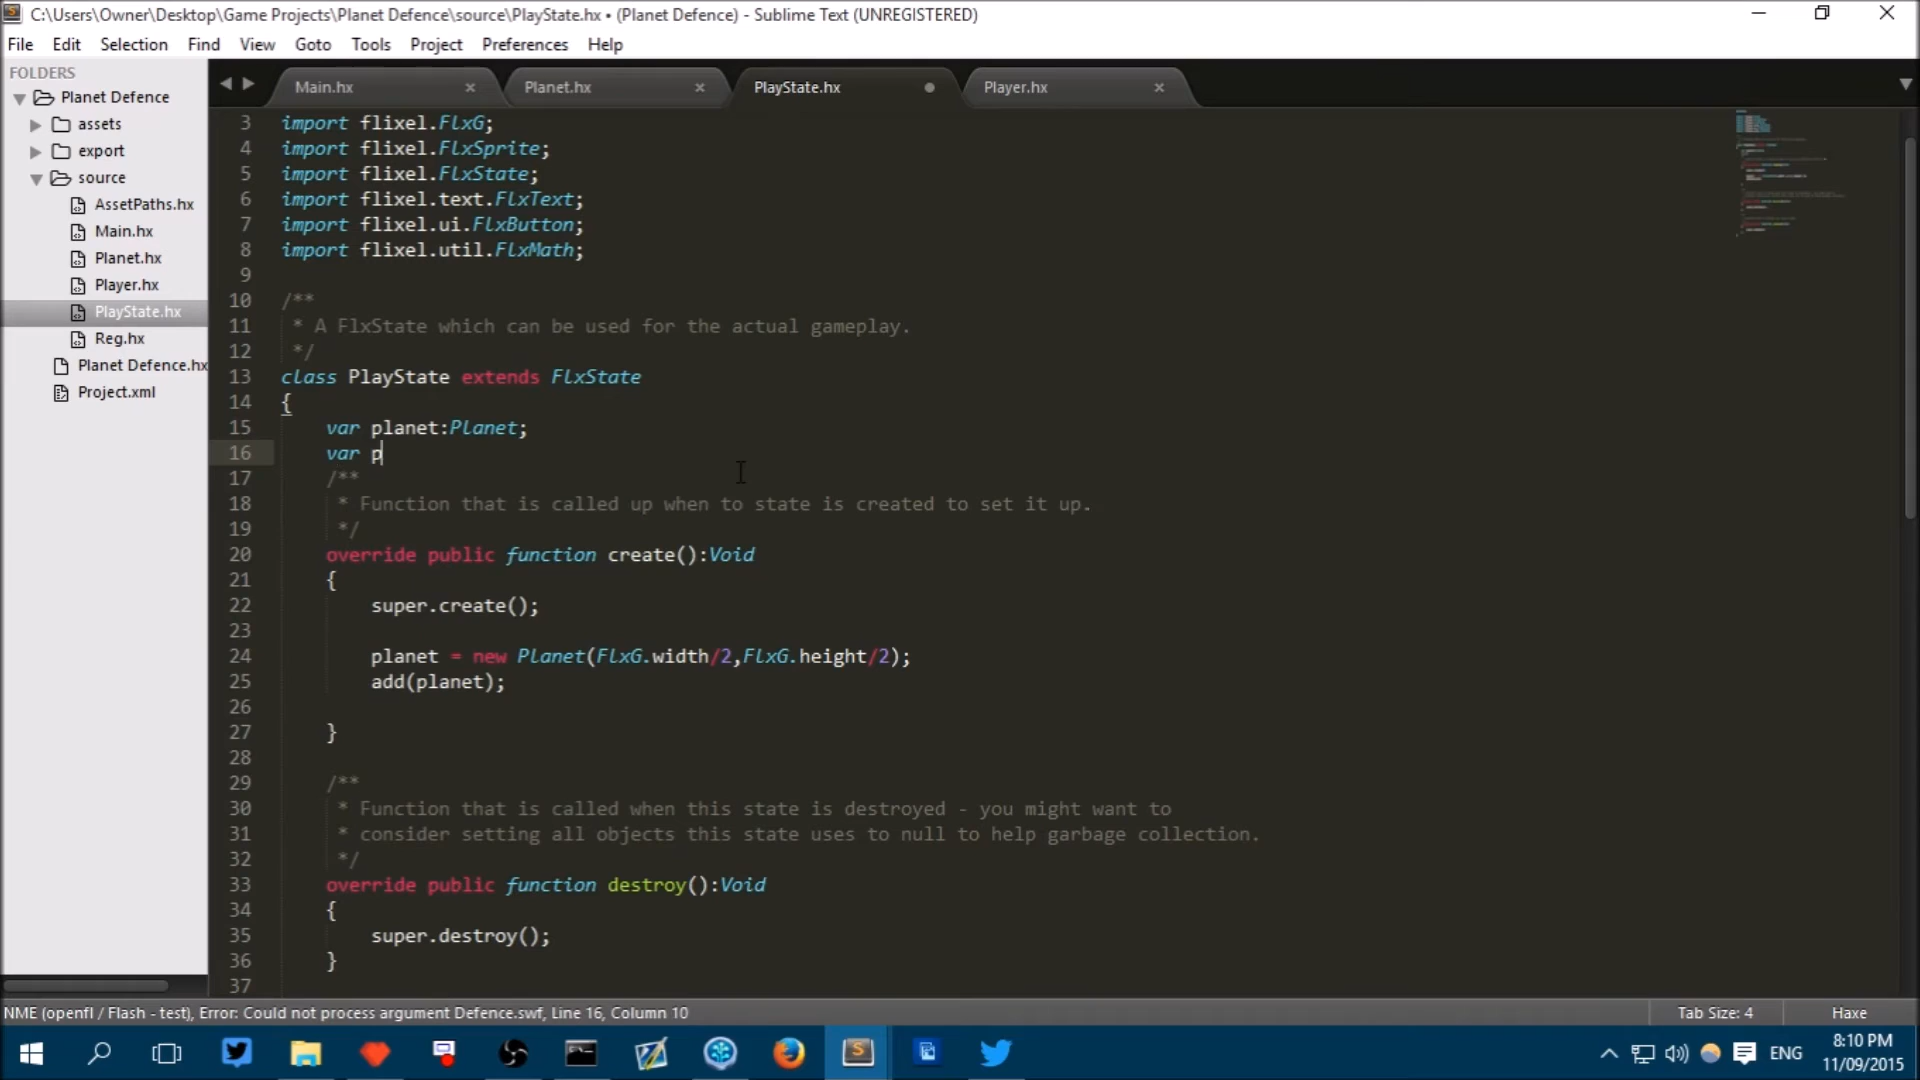 C:\Users\Owner\Desktop\Game Projects\Planet Defence\source\PlayState.hx • (Planet Defence) - Sublime Text (UNREGISTERED)
File Edit Selection Find View Goto Tools Project Preferences Help
FOLDERS
Planet Defence
assets
export
source
AssetPaths.hx
Main.hx
Planet.hx
Player.hx
PlayState.hx
Reg.hx
Planet Defence.hx
Project.xml
Main.hx Planet.hx PlayState.hx Player.hx
3 import flixel.FlxG;
4 import flixel.FlxSprite;
5 import flixel.FlxState;
6 import flixel.text.FlxText;
7 import flixel.ui.FlxButton;
8 import flixel.util.FlxMath;
9
10 /**
11 * A FlxState which can be used for the actual gameplay.
12 */
13 class PlayState extends FlxState
14 {
15 var planet:Planet;
16 var p
17 /**
18 * Function that is called up when to state is created to set it up.
19 */
20 override public function create():Void
21 {
22 super.create();
23
24 planet = new Planet(FlxG.width/2,FlxG.height/2);
25 add(planet);
26
27 }
28
29 /**
30 * Function that is called when this state is destroyed - you might want to
31 * consider setting all objects this state uses to null to help garbage collection.
32 */
33 override public function destroy():Void
34 {
35 super.destroy();
36 }
37
NME (openfl / Flash - test), Error: Could not process argument Defence.swf, Line 16, Column 10
Tab Size: 4
Haxe
ENG
8:10 PM
11/09/2015